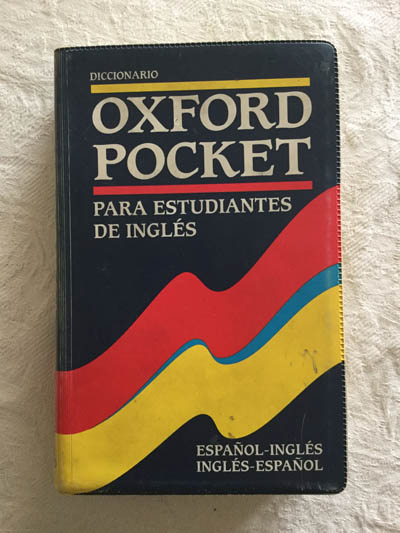 DICCIONARIO
OXFORD
POCKET
PARA ESTUDIANTES
DE INGLÉS
ESPAÑOL-INGLÉS
INGLÉS-ESPAÑOL